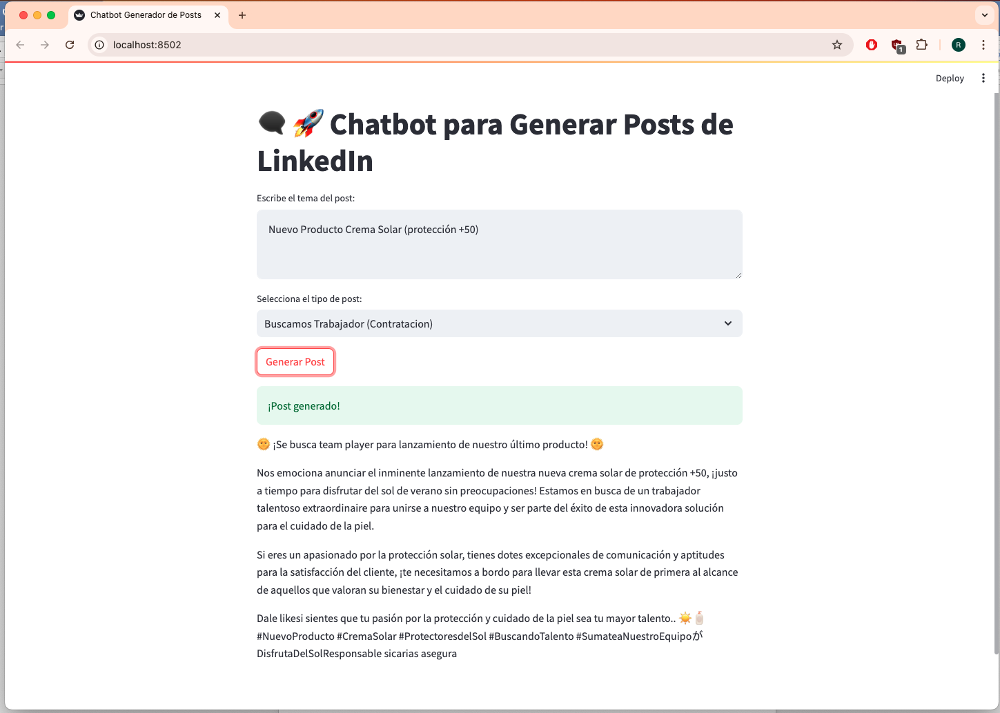 Chatbot Generador de Posts
localhost:8502
1
R
Deploy
🗨️🚀 Chatbot para Generar Posts de
LinkedIn
Escribe el tema del post:
Nuevo Producto Crema Solar (protección +50)
Selecciona el tipo de post:
Buscamos Trabajador (Contratacion)
Generar Post
¡Post generado!
🌞 ¡Se busca team player para lanzamiento de nuestro último producto! 🌞
Nos emociona anunciar el inminente lanzamiento de nuestra nueva crema solar de protección +50, ¡justo
a tiempo para disfrutar del sol de verano sin preocupaciones! Estamos en busca de un trabajador
talentoso extraordinaire para unirse a nuestro equipo y ser parte del éxito de esta innovadora solución
para el cuidado de la piel.
Si eres un apasionado por la protección solar, tienes dotes excepcionales de comunicación y aptitudes
para la satisfacción del cliente, ¡te necesitamos a bordo para llevar esta crema solar de primera al alcance
de aquellos que valoran su bienestar y el cuidado de su piel!
Dale likesi sientes que tu pasión por la protección y cuidado de la piel sea tu mayor talento.. ☀️🧴
#NuevoProducto #CremaSolar #ProtectoresdelSol #BuscandoTalento #SumateaNuestroEquipoが
DisfrutaDelSolResponsable sicarias asegura